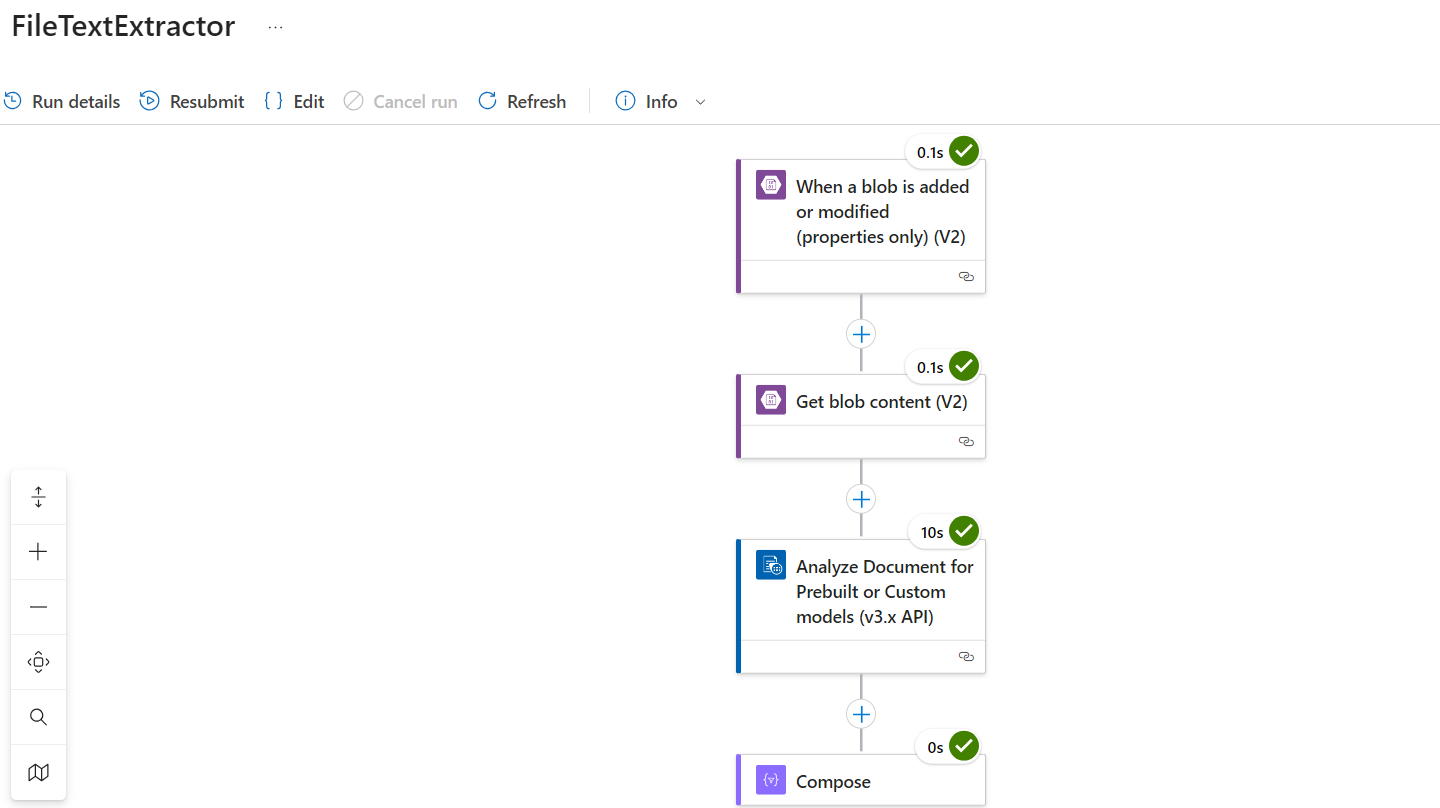 FileTextExtractor ...
Run details Resubmit {} Edit Cancel run Refresh Info
0.1s
When a blob is added
or modified
(properties only) (V2)
0.1s
Get blob content (V2)
10s
Analyze Document for
Prebuilt or Custom
models (v3.x API)
0s
Compose